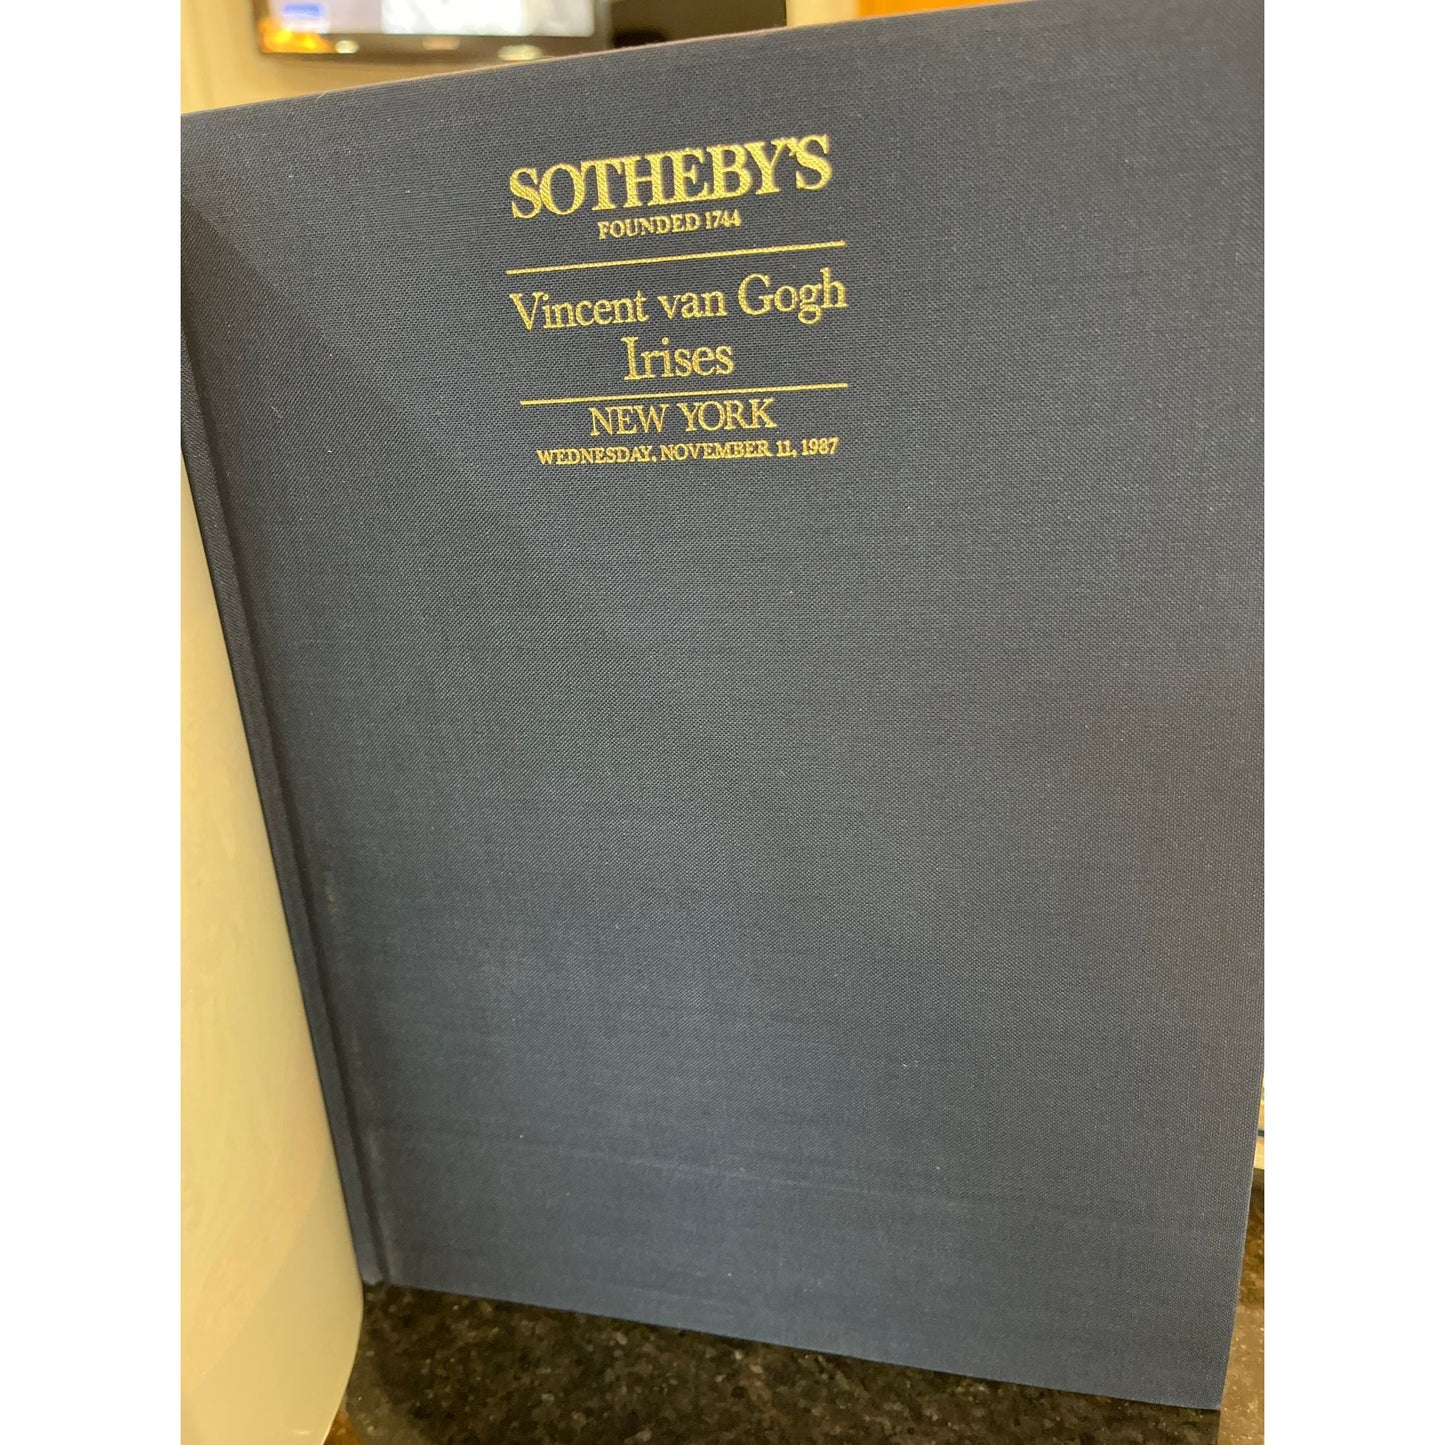 SOTHEBY'S
FOUNDED 1744
Vincent van Gogh
Irises
NEW YORK
WEDNESDAY, NOVEMBER 11, 1987